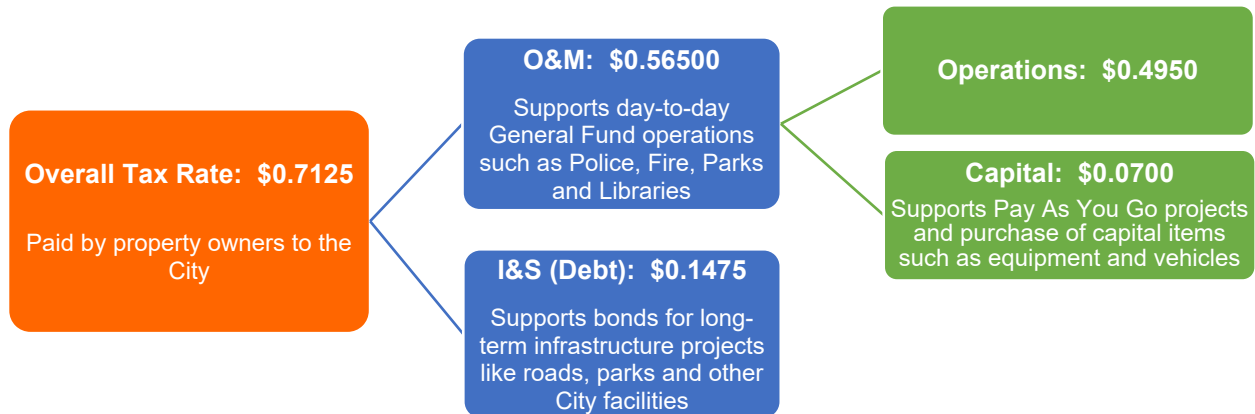 Overall Tax Rate:  $0.7125
Paid by property owners to the
City
O&M:  $0.56500
Supports day-to-day
General Fund operations
such as Police, Fire, Parks
and Libraries
I&S (Debt):  $0.1475
Supports bonds for long-
term infrastructure projects
like roads, parks and other
City facilities
Operations:  $0.4950
Capital:  $0.0700
Supports Pay As You Go projects
and purchase of capital items
such as equipment and vehicles